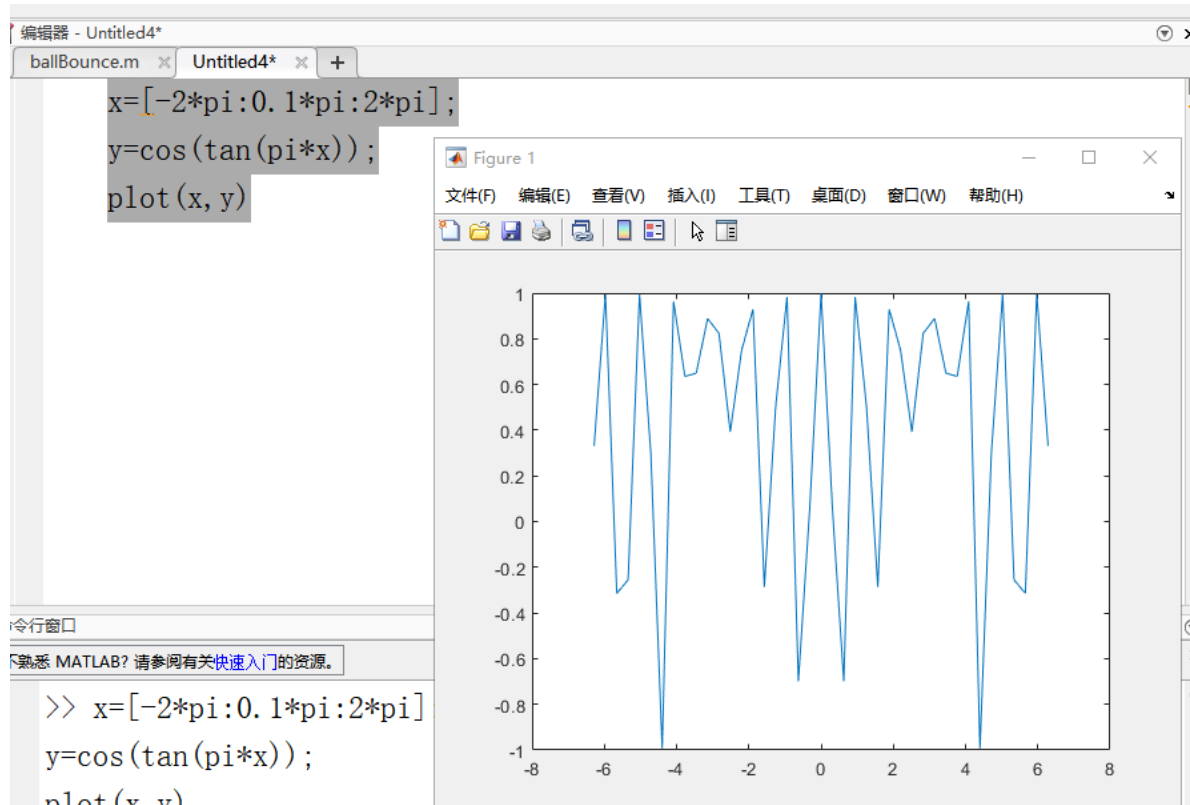 编辑器 - Untitled4*
ballBounce.m
Untitled4*
x=[-2*pi:0.1*pi:2*pi];
y=cos(tan(pi*x));
plot(x,y)
Figure 1
文件(F) 编辑(E) 查看(V) 插入(I) 工具(T) 桌面(D) 窗口(W) 帮助(H)
1
0.8
0.6
0.4
0.2
0
-0.2
-0.4
-0.6
-0.8
-1
-8 -6 -4 -2 0 2 4 6 8
令行窗口
不熟悉 MATLAB? 请参阅有关快速入门的资源。
>> x=[-2*pi:0.1*pi:2*pi]
y=cos(tan(pi*x));
plot(x,y)